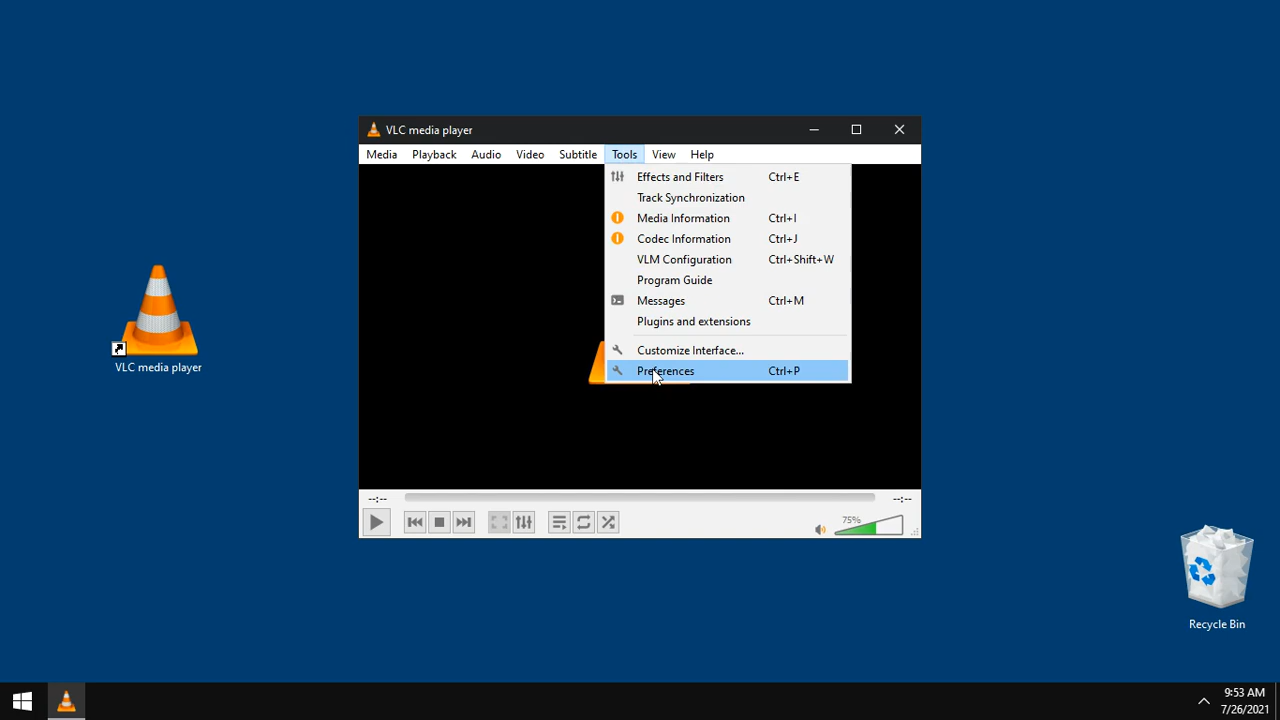 VLC media player
Media Playback Audio Video Subtitle Tools View Help
Effects and Filters Ctrl+E
Track Synchronization
Media Information Ctrl+I
Codec Information Ctrl+J
VLM Configuration Ctrl+Shift+W
Program Guide
Messages Ctrl+M
Plugins and extensions
Customize Interface...
Preferences Ctrl+P
--:-- --:--
75%
VLC media player
Recycle Bin
9:53 AM
7/26/2021